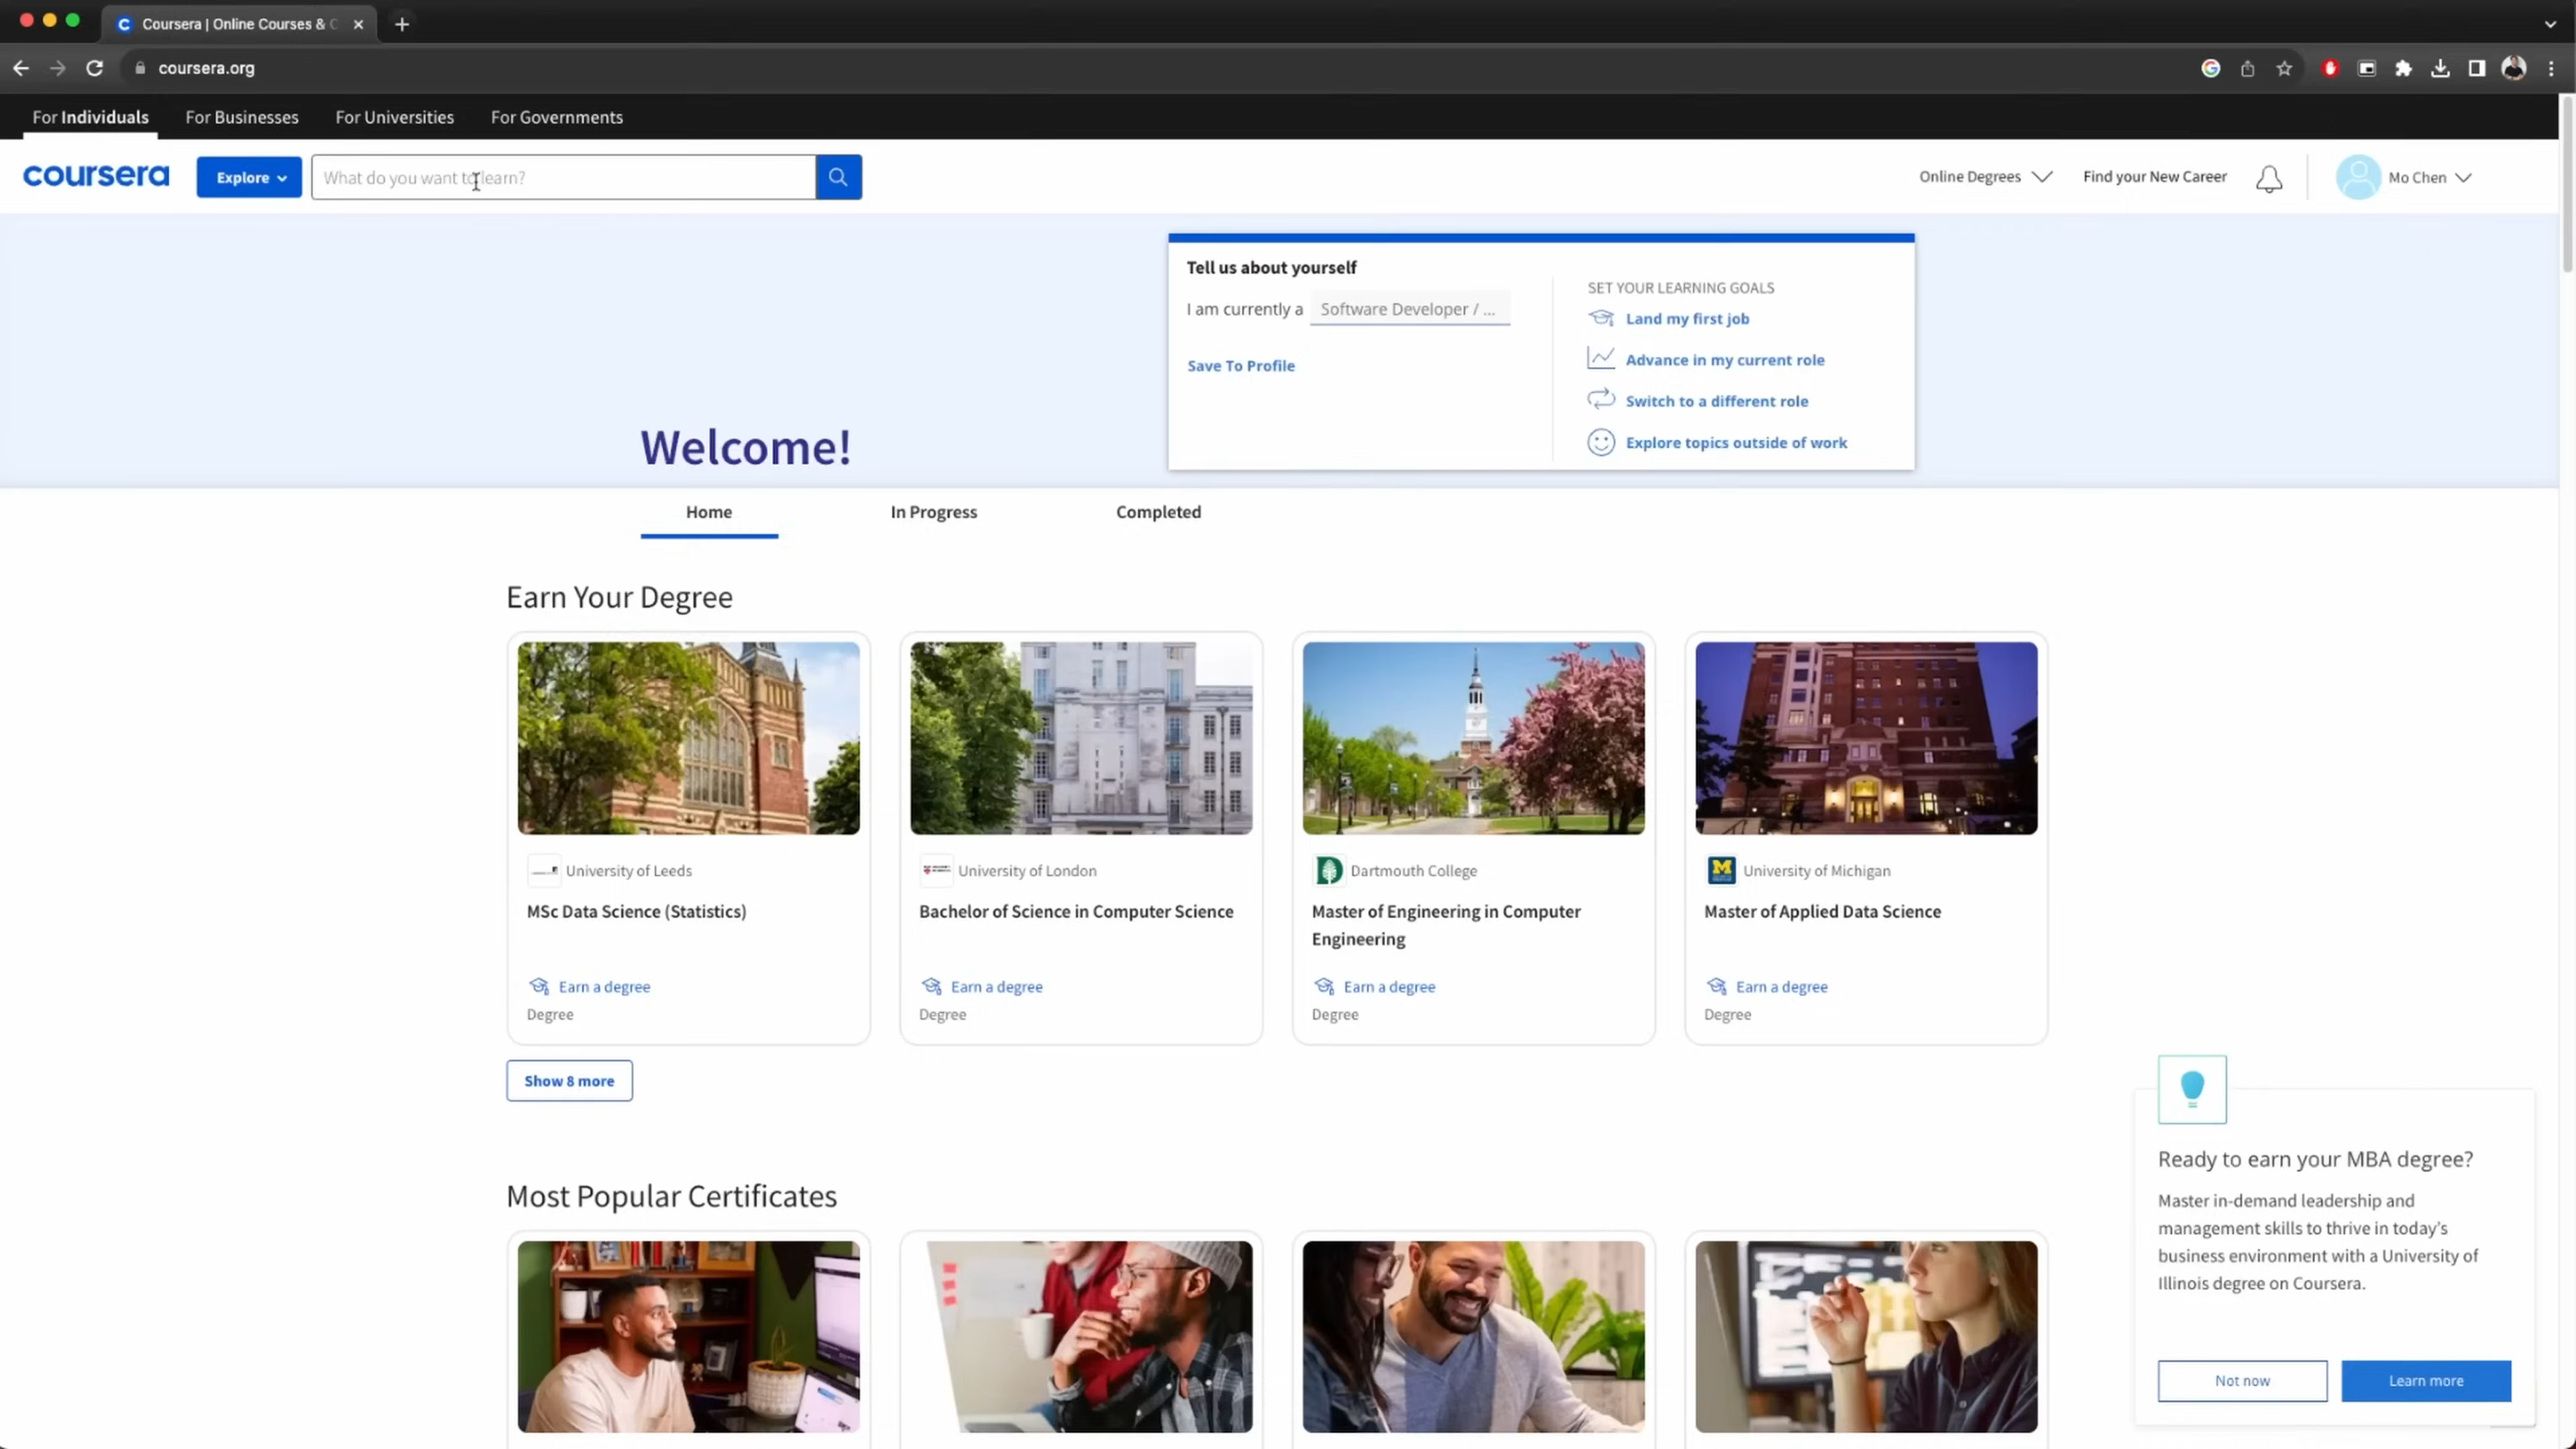 Coursera | Online Courses & C
coursera.org
For Individuals
For Businesses
For Universities
For Governments
coursera
Explore
What do you want to learn?
Online Degrees
Find your New Career
Mo Chen
Tell us about yourself
I am currently a Software Developer / ...
Save To Profile
SET YOUR LEARNING GOALS
Land my first job
Advance in my current role
Switch to a different role
Explore topics outside of work
Welcome!
Home
In Progress
Completed
Earn Your Degree
University of Leeds
MSc Data Science (Statistics)
Earn a degree
Degree
University of London
Bachelor of Science in Computer Science
Earn a degree
Degree
Dartmouth College
Master of Engineering in Computer
Engineering
Earn a degree
Degree
University of Michigan
Master of Applied Data Science
Earn a degree
Degree
Show 8 more
Most Popular Certificates
Ready to earn your MBA degree?
Master in-demand leadership and
management skills to thrive in today's
business environment with a University of
Illinois degree on Coursera.
Not now
Learn more